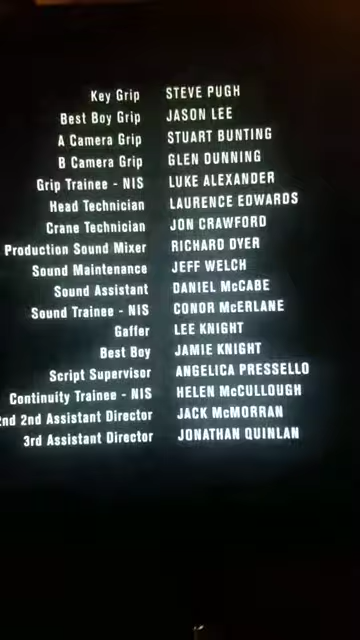 Key Grip STEVE PUGH
Best Boy Grip JASON LEE
A Camera Grip STUART BUNTING
B Camera Grip GLEN DUNNING
Grip Trainee - NIS LUKE ALEXANDER
Head Technician LAURENCE EDWARDS
Crane Technician JON CRAWFORD
Production Sound Mixer RICHARD DYER
Sound Maintenance JEFF WELCH
Sound Assistant DANIEL McCABE
Sound Trainee - NIS CONOR McERLANE
Gaffer LEE KNIGHT
Best Boy JAMIE KNIGHT
Script Supervisor ANGELICA PRESSELLO
Continuity Trainee - NIS HELEN McCULLOUGH
2nd 2nd Assistant Director JACK McMORRAN
3rd Assistant Director JONATHAN QUINLAN